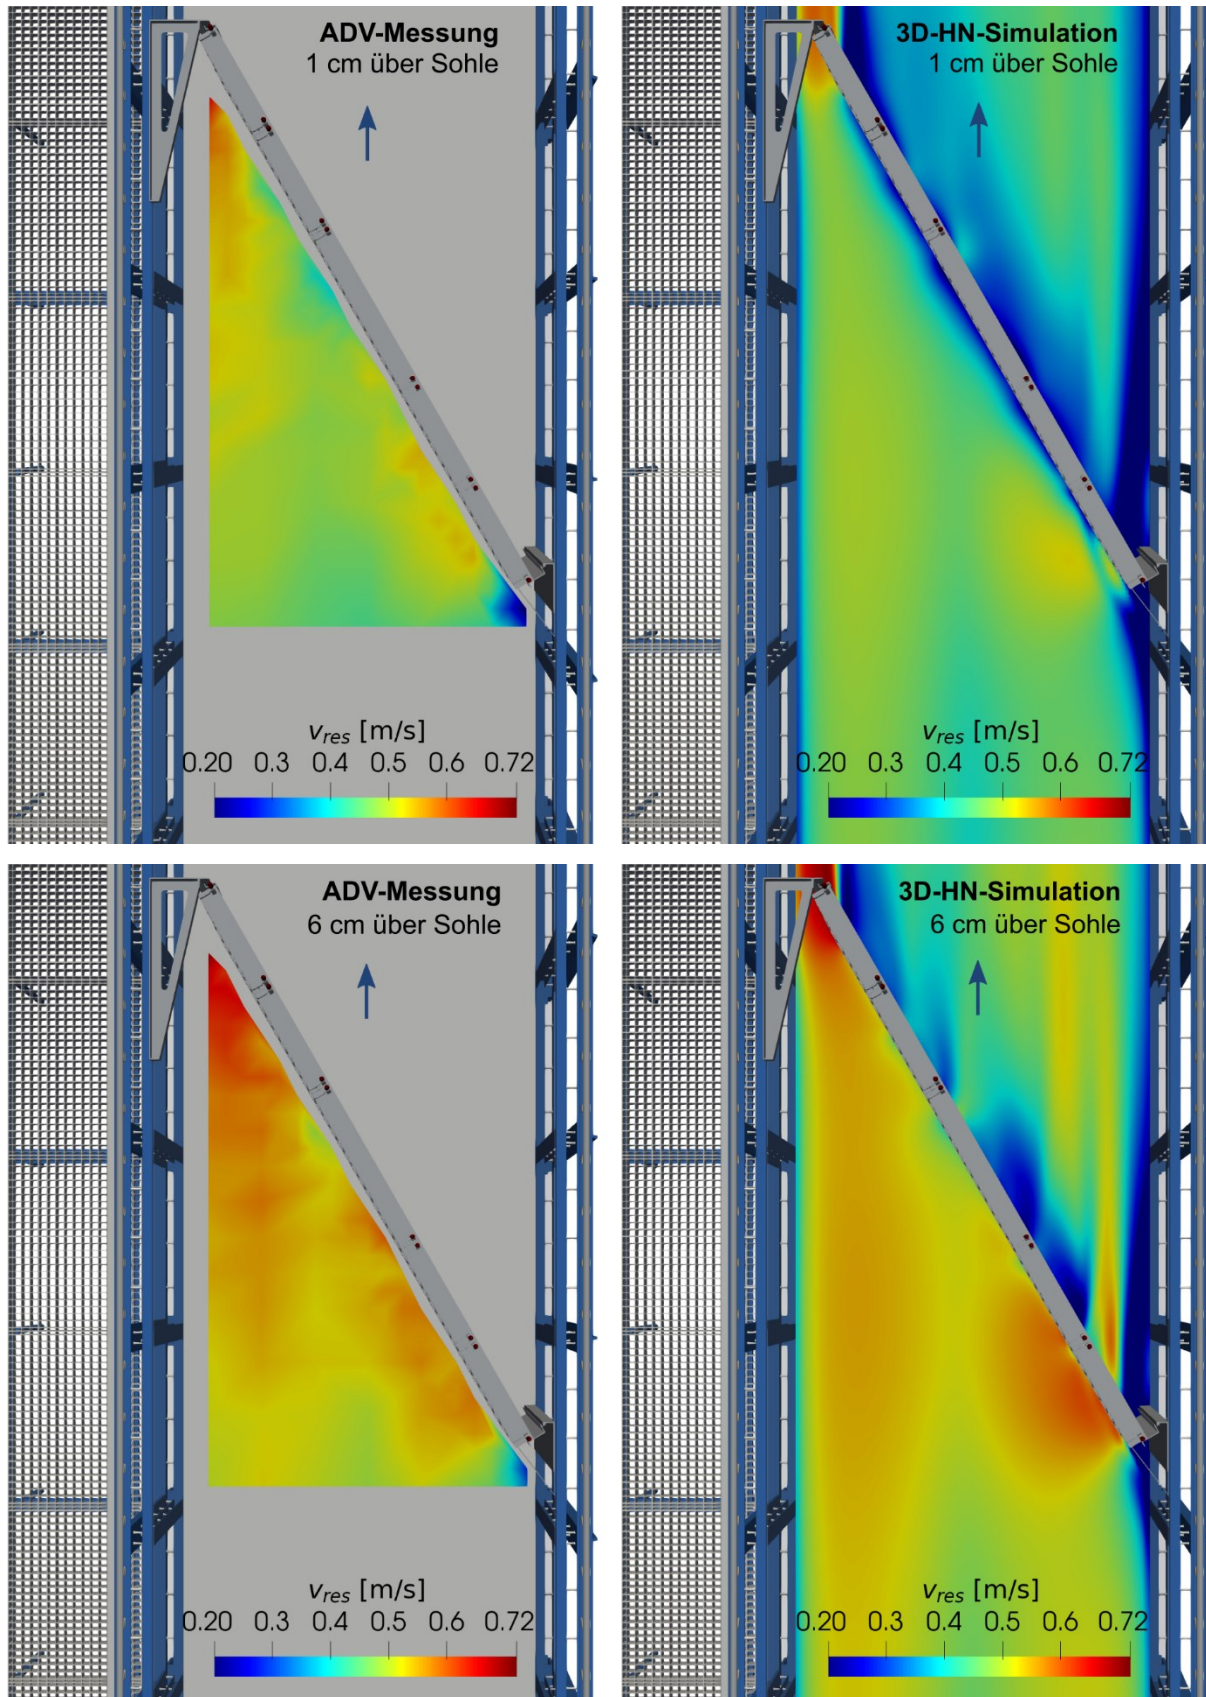 ADV-Messung
1 cm über Sohle
v_res [m/s]
0.20 0.3 0.4 0.5 0.6 0.72
3D-HN-Simulation
1 cm über Sohle
v_res [m/s]
0.20 0.3 0.4 0.5 0.6 0.72
ADV-Messung
6 cm über Sohle
v_res [m/s]
0.20 0.3 0.4 0.5 0.6 0.72
3D-HN-Simulation
6 cm über Sohle
v_res [m/s]
0.20 0.3 0.4 0.5 0.6 0.72